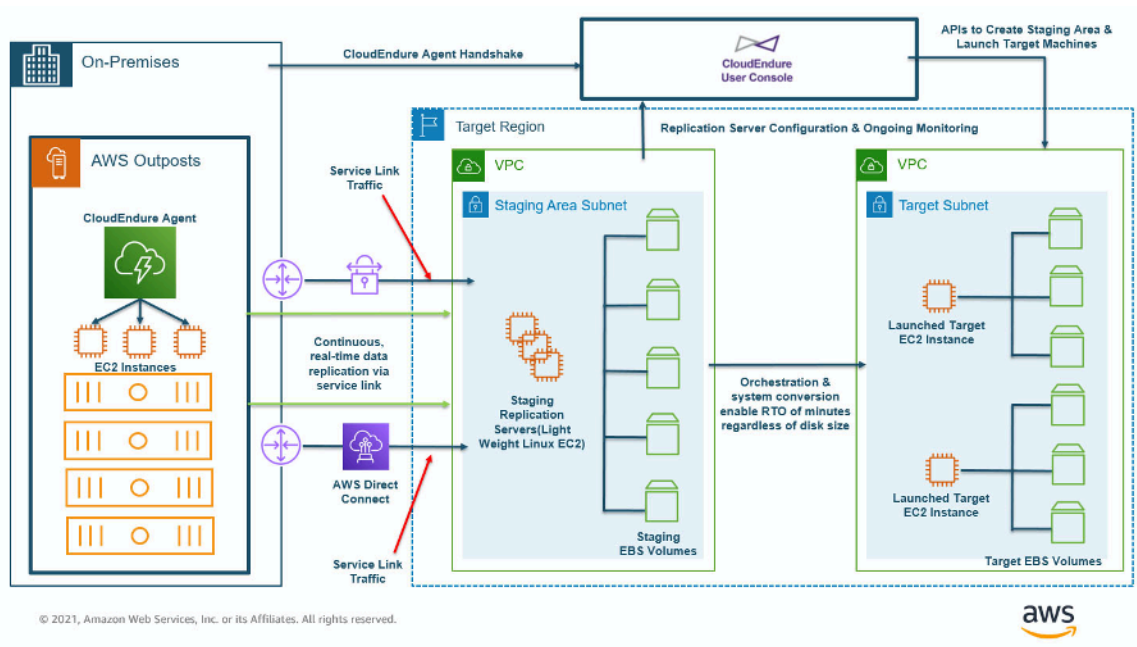 On-Premises
CloudEndure Agent Handshake
CloudEndure
User Console
APIs to Create Staging Area &
Launch Target Machines
Target Region
Replication Server Configuration & Ongoing Monitoring
AWS Outposts
Service Link
Traffic
VPC
VPC
CloudEndure Agent
Staging Area Subnet
Target Subnet
EC2 Instances
Continuous,
real-time data
replication via
service link
Launched Target
EC2 Instance
Staging
Replication
Servers(Light
Weight Linux EC2)
Orchestration &
system conversion
enable RTO of minutes
regardless of disk size
AWS Direct
Connect
Launched Target
EC2 Instance
Staging
EBS Volumes
Target EBS Volumes
Service Link
Traffic
© 2021, Amazon Web Services, Inc. or its Affiliates. All rights reserved.
aws